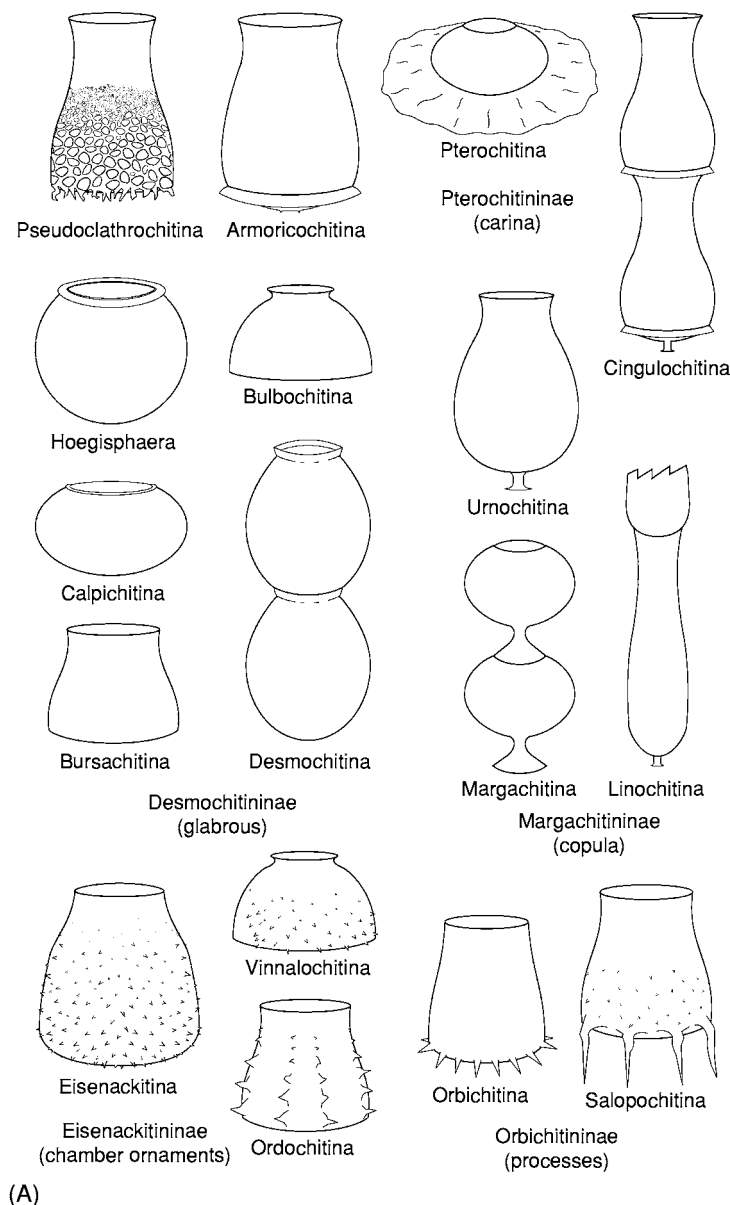 Pseudoclathrochitina
Armoricochitina
Pterochitina
Pterochitininae
(carina)
Cingulochitina
Hoegisphaera
Bulbochitina
Urnochitina
Calpichitina
Bursachitina
Desmochitina
Margachitina
Linochitina
Desmochitininae
(glabrous)
Margachitininae
(copula)
Vinnalochitina
Eisenackitina
Ordochitina
Orbichitina
Salopochitina
Eisenackitininae
(chamber ornaments)
Orbichitininae
(processes)
(A)